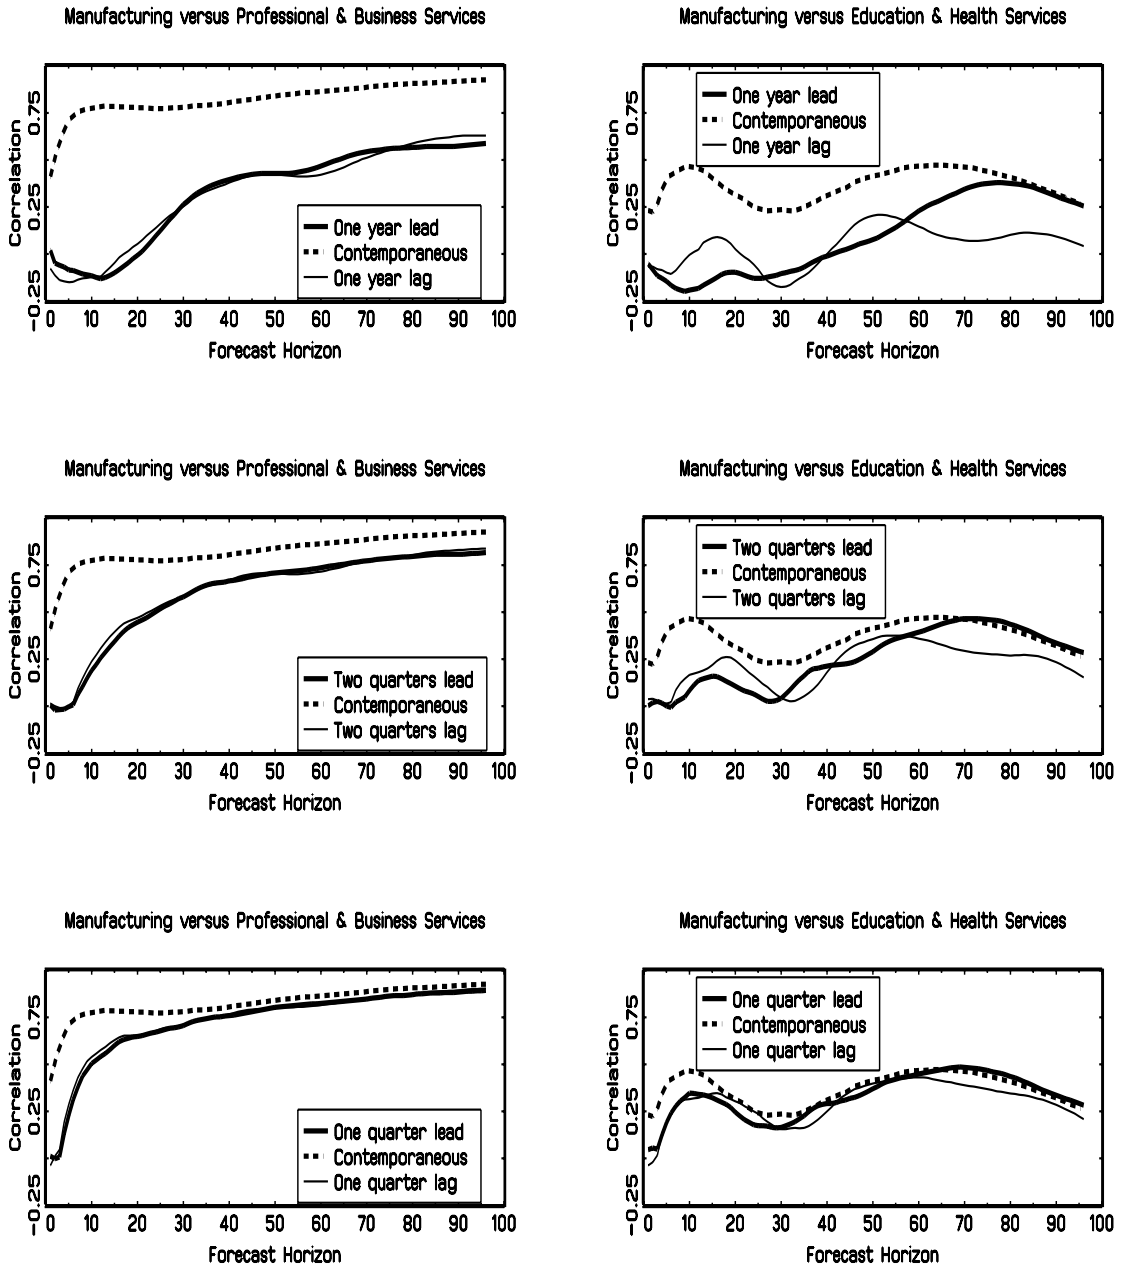 Manufacturing versus Professional & Business Services
Correlation
0.75
0.25
-0.25
One year lead
Contemporaneous
One year lag
0 10 20 30 40 50 60 70 80 90 100
Forecast Horizon
Manufacturing versus Education & Health Services
Correlation
0.75
0.25
-0.25
One year lead
Contemporaneous
One year lag
0 10 20 30 40 50 60 70 80 90 100
Forecast Horizon
Manufacturing versus Professional & Business Services
Correlation
0.75
0.25
-0.25
Two quarters lead
Contemporaneous
Two quarters lag
0 10 20 30 40 50 60 70 80 90 100
Forecast Horizon
Manufacturing versus Education & Health Services
Correlation
0.75
0.25
-0.25
Two quarters lead
Contemporaneous
Two quarters lag
0 10 20 30 40 50 60 70 80 90 100
Forecast Horizon
Manufacturing versus Professional & Business Services
Correlation
0.75
0.25
-0.25
One quarter lead
Contemporaneous
One quarter lag
0 10 20 30 40 50 60 70 80 90 100
Forecast Horizon
Manufacturing versus Education & Health Services
Correlation
0.75
0.25
-0.25
One quarter lead
Contemporaneous
One quarter lag
0 10 20 30 40 50 60 70 80 90 100
Forecast Horizon